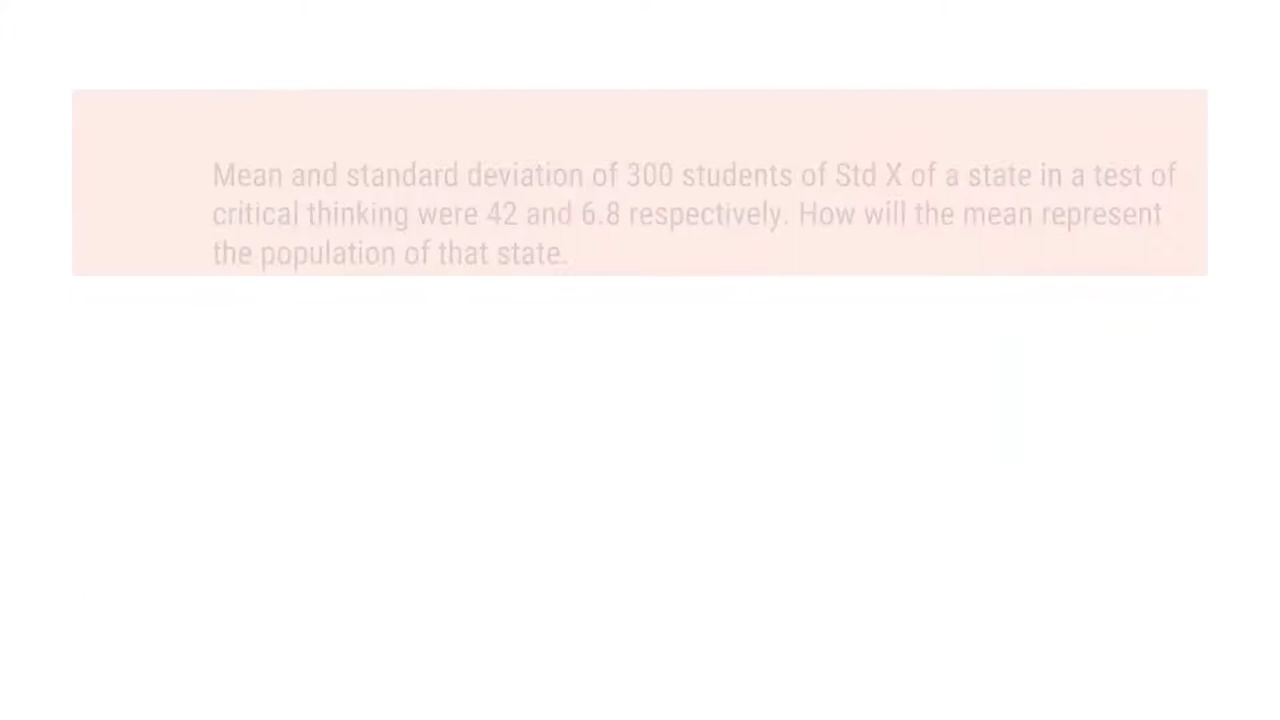 Mean and standard deviation of 300 students of Std X of a state in a test of
critical thinking were 42 and 6.8 respectively. How will the mean represent
the population of that state.